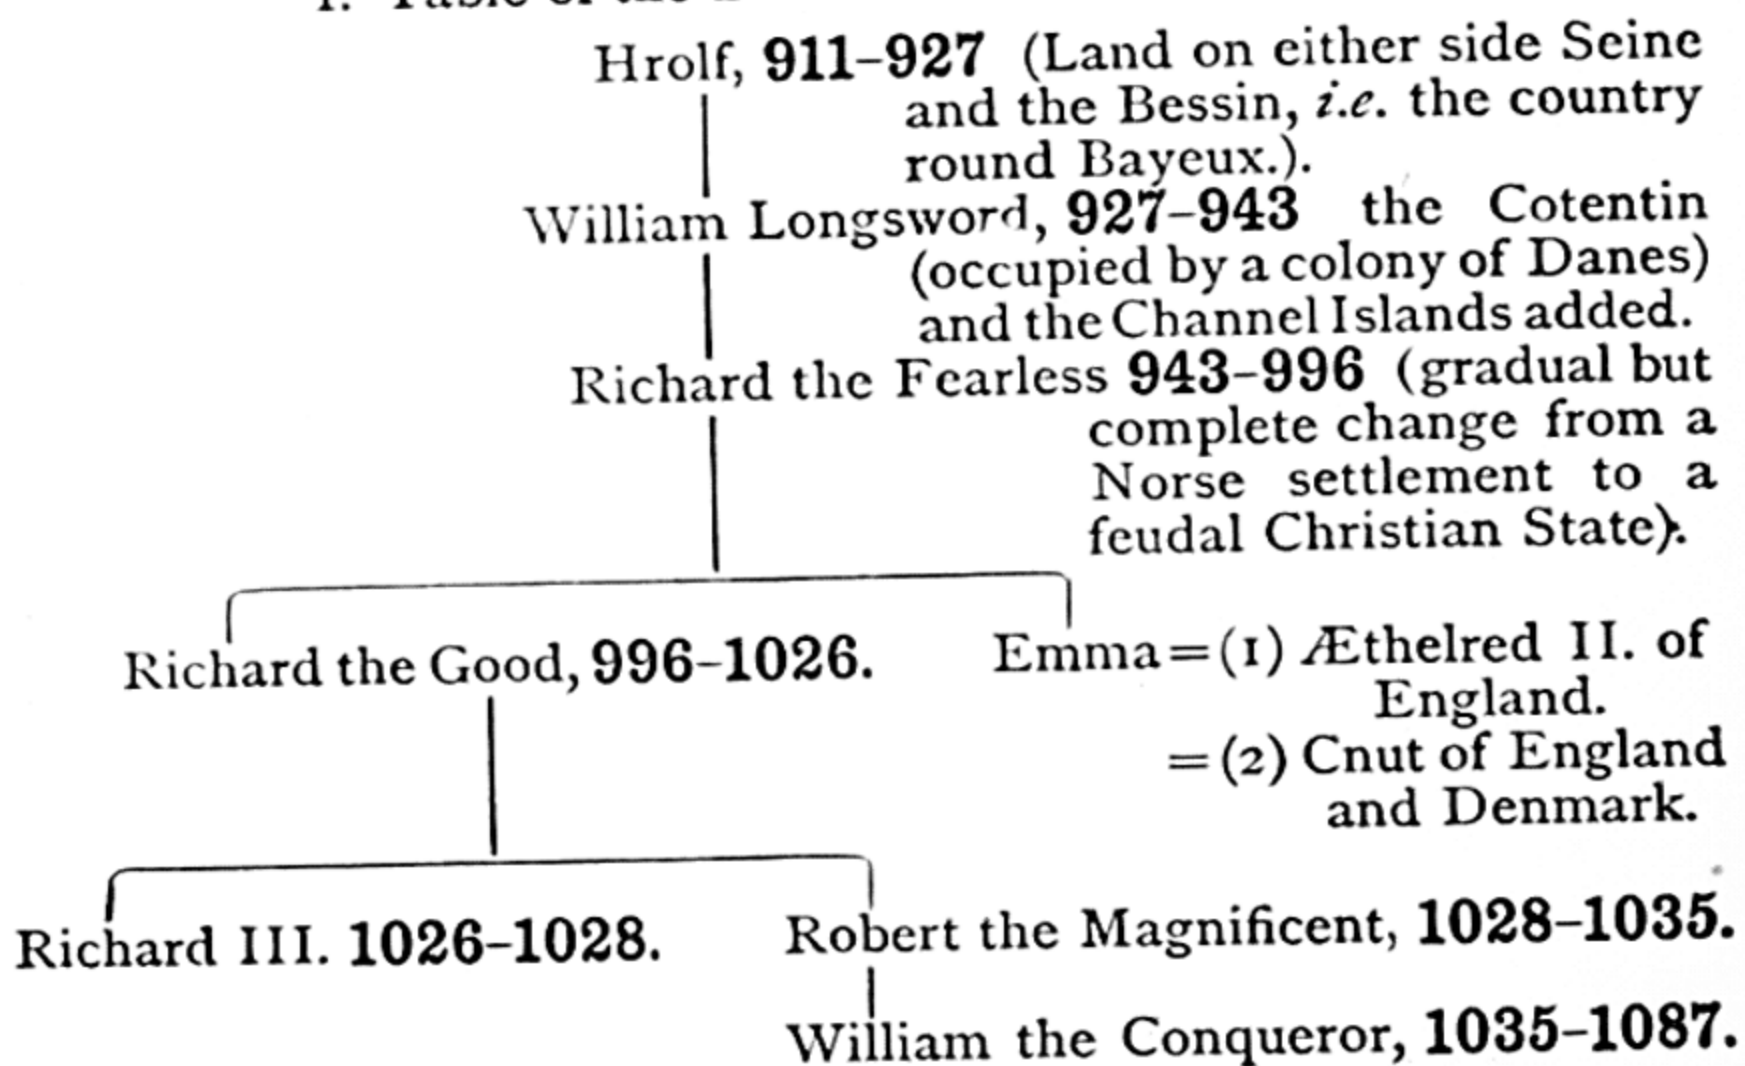 1. Table of the
Hrolf, 911–927 (Land on either side Seine
and the Bessin, i.e. the country
round Bayeux.).
William Longsword, 927–943 the Cotentin
(occupied by a colony of Danes)
and the Channel Islands added.
Richard the Fearless 943–996 (gradual but
complete change from a
Norse settlement to a
feudal Christian State).
Richard the Good, 996–1026.
Emma=(1) Æthelred II. of
England.
=(2) Cnut of England
and Denmark.
Richard III. 1026–1028.
Robert the Magnificent, 1028–1035.
William the Conqueror, 1035–1087.